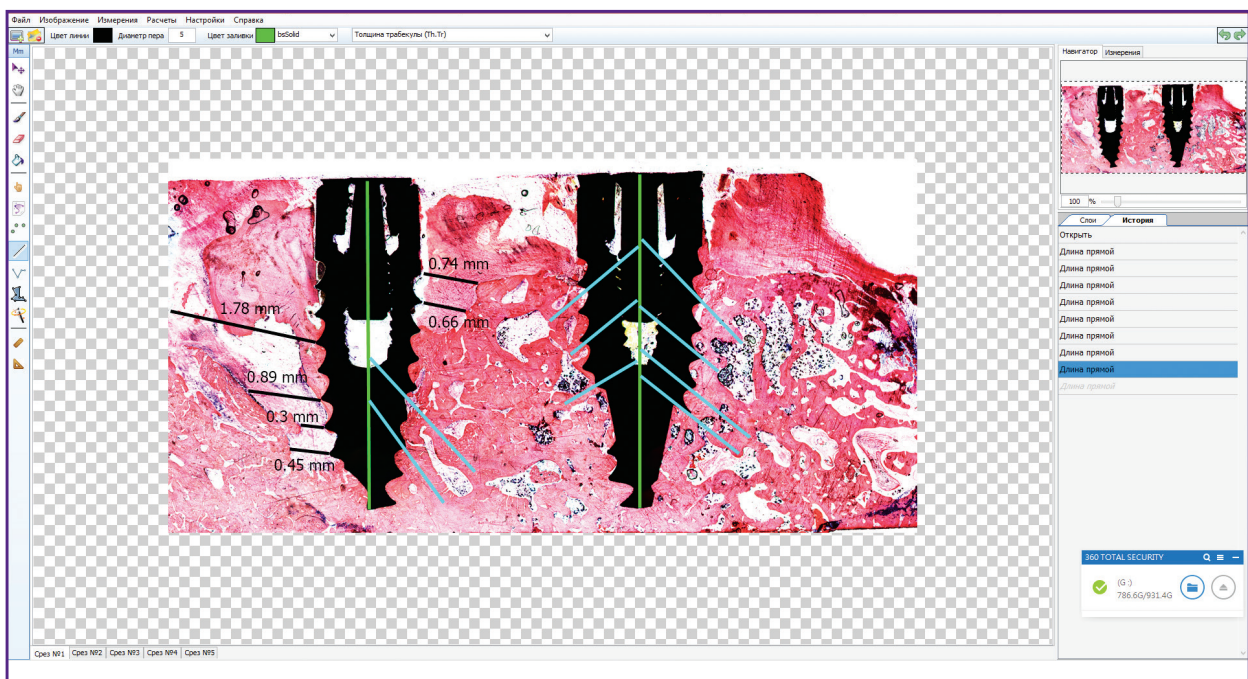 Файл Изображение Измерения Расчеты Настройки Справка
Цвет линии Диаметр пера 5 Цвет заливки bsSolid Толщина трабекулы (Th.Tr)
Mm
Навигатор Измерения
100 %
Слои История
Открыть
Длина прямой
Длина прямой
Длина прямой
Длина прямой
Длина прямой
Длина прямой
Длина прямой
Длина прямой
Длина прямой
0.74 mm
1.78 mm
0.66 mm
0.89 mm
0.3 mm
0.45 mm
360 TOTAL SECURITY
(G :)
786.6G/931.4G
Срез №1 Срез №2 Срез №3 Срез №4 Срез №5